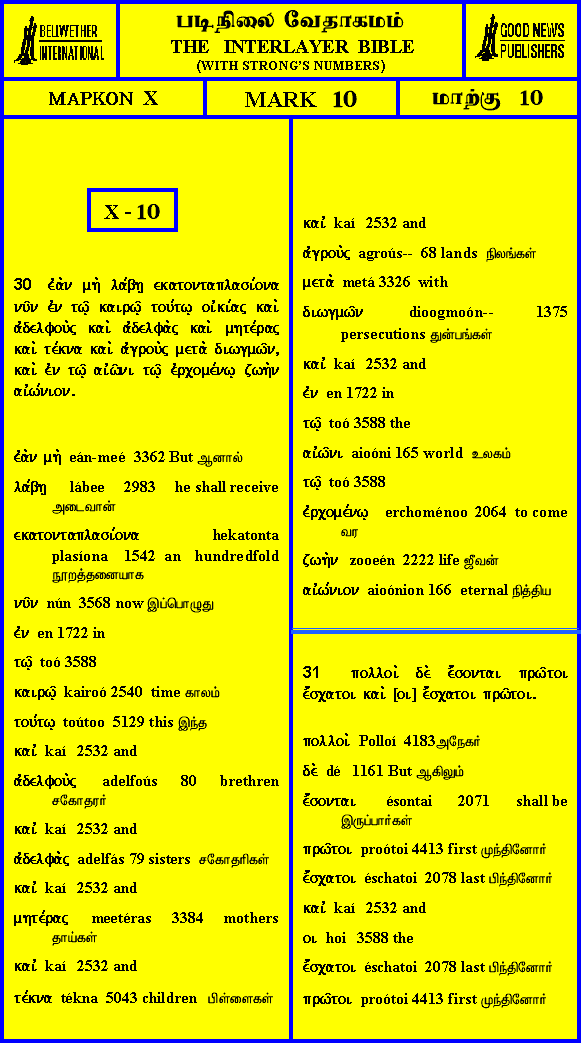 BELLWETHER
INTERNATIONAL
படிநிலை வேதாகமம்
THE INTERLAYER BIBLE
(WITH STRONG'S NUMBERS)
GOOD NEWS
PUBLISHERS
ΜΑΡΚΟΝ X
MARK 10
மாற்கு 10
X - 10
30 ἐὰν μὴ λάβῃ εκατονταπλασίονα
νῦν ἐν τῷ καιρῷ τούτῳ οἰκίας καὶ
ἀδελφοὺς καὶ ἀδελφὰς καὶ μητέρας
καὶ τέκνα καὶ ἀγροὺς μετὰ διωγμῶν,
καὶ ἐν τῷ αἰῶνι τῷ ἐρχομένῳ ζωὴν
αἰώνιον.
ἐὰν μὴ eán-meé 3362 But ஆனால்
λάβῃ lábee 2983 he shall receive
அடைவான்
εκατονταπλασίονα hekatonta
plasíona 1542 an hundredfold
நூறத்தனையாக
νῦν nún 3568 now இப்பொழுது
ἐν en 1722 in
τῷ toó 3588
καιρῷ kairoó 2540 time காலம்
τούτῳ toútoo 5129 this இந்த
καὶ kaí 2532 and
ἀδελφοὺς adelfoús 80 brethren
சகோதரர்
καὶ kaí 2532 and
ἀδελφὰς adelfás 79 sisters சகோதரிகள்
καὶ kaí 2532 and
μητέρας meetéras 3384 mothers
தாய்கள்
καὶ kaí 2532 and
τέκνα tékna 5043 children பிள்ளைகள்
καὶ kaí 2532 and
ἀγροὺς agroús-- 68 lands நிலங்கள்
μετὰ metá 3326 with
διωγμῶν dioogmoón-- 1375
persecutions துன்பங்கள்
καὶ kaí 2532 and
ἐν en 1722 in
τῷ toó 3588 the
αἰῶνι aioóni 165 world உலகம்
τῷ toó 3588
ἐρχομένῳ erchoménoo 2064 to come
வர
ζωὴν zooeén 2222 life ஜீவன்
αἰώνιον aioónion 166 eternal நித்திய
31 πολλοὶ δὲ ἔσονται πρῶτοι
ἔσχατοι καὶ [οι] ἔσχατοι πρῶτοι.
πολλοὶ Polloí 4183அநேகர்
δὲ dé 1161 But ஆகிலும்
ἔσονται ésontai 2071 shall be
இருப்பார்கள்
πρῶτοι proótoi 4413 first முந்தினோர்
ἔσχατοι éschatoi 2078 last பிந்தினோர்
καὶ kaí 2532 and
οι hoi 3588 the
ἔσχατοι éschatoi 2078 last பிந்தினோர்
πρῶτοι proótoi 4413 first முந்தினோர்